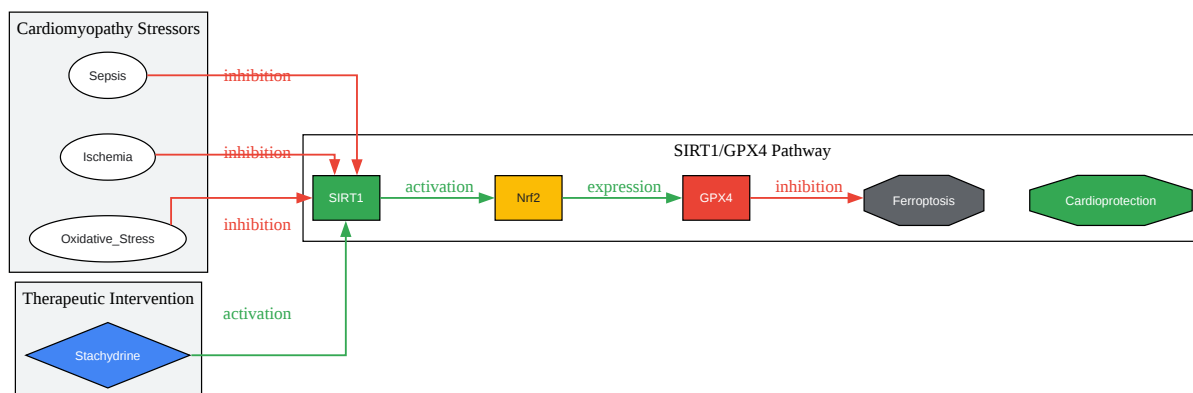 Cardiomyopathy Stressors
Sepsis
inhibition
Ischemia
inhibition
Oxidative_Stress
inhibition
SIRT1/GPX4 Pathway
SIRT1
activation
Nrf2
expression
GPX4
inhibition
Ferroptosis
Cardioprotection
Therapeutic Intervention
activation
Stachydrine